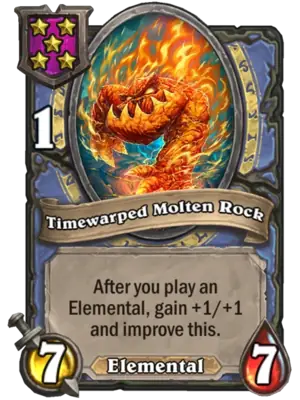 1
Timewarped Molten Rock
After you play an
Elemental, gain +1/+1
and improve this.
7
Elemental
7